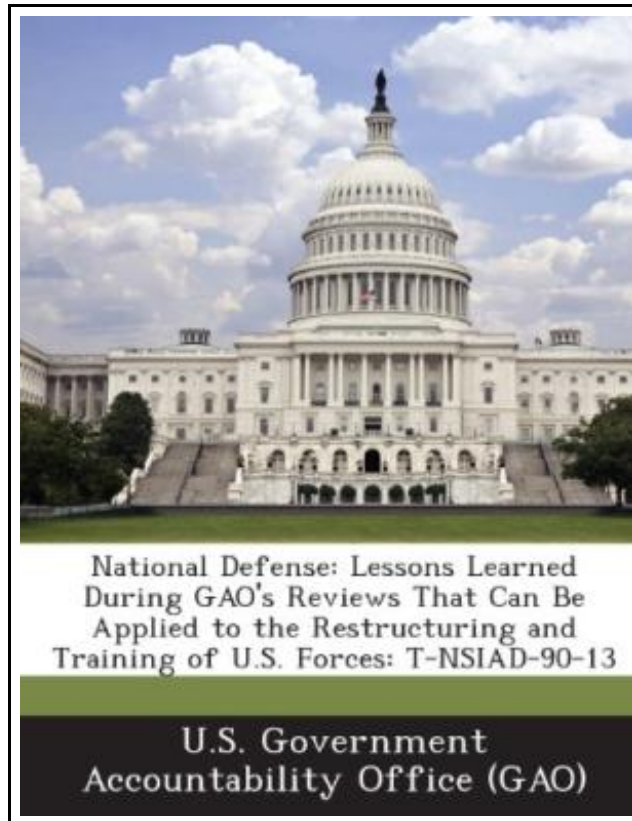 National Defense: Lessons Learned
During GAO's Reviews That Can Be
Applied to the Restructuring and
Training of U.S. Forces: T-NSIAD-90-13
U.S. Government
Accountability Office (GAO)